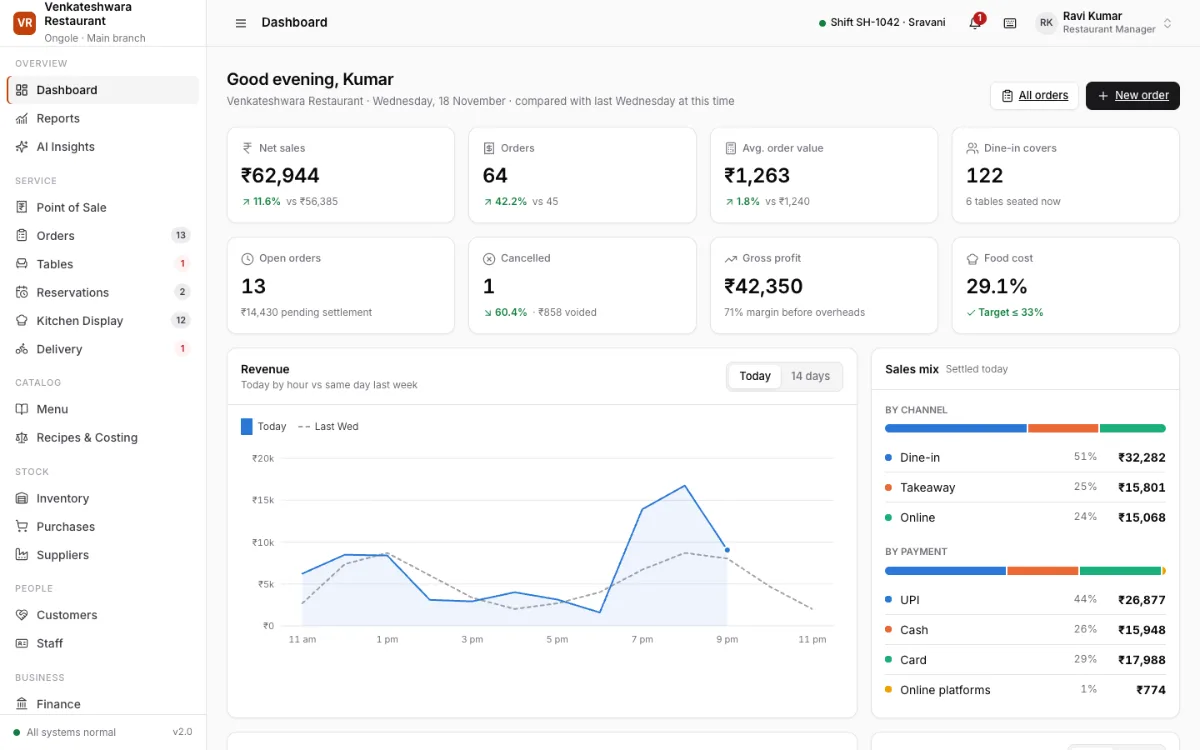 VR
Venkateshwara
Restaurant
Ongole · Main branch
OVERVIEW
Dashboard
Reports
AI Insights
SERVICE
Point of Sale
Orders 13
Tables 1
Reservations 2
Kitchen Display 12
Delivery 1
CATALOG
Menu
Recipes & Costing
STOCK
Inventory
Purchases
Suppliers
PEOPLE
Customers
Staff
BUSINESS
Finance
All systems normal v2.0
Dashboard
Shift SH-1042 · Sravani
1
RK
Ravi Kumar
Restaurant Manager
Good evening, Kumar
Venkateshwara Restaurant · Wednesday, 18 November · compared with last Wednesday at this time
All orders
New order
Net sales
₹62,944
11.6% vs ₹56,385
Orders
64
42.2% vs 45
Avg. order value
₹1,263
1.8% vs ₹1,240
Dine-in covers
122
6 tables seated now
Open orders
13
₹14,430 pending settlement
Cancelled
1
60.4% · ₹858 voided
Gross profit
₹42,350
71% margin before overheads
Food cost
29.1%
Target ≤ 33%
Revenue
Today by hour vs same day last week
Today 14 days
Today Last Wed
₹20k
₹15k
₹10k
₹5k
₹0
11 am 1 pm 3 pm 5 pm 7 pm 9 pm 11 pm
Sales mix Settled today
BY CHANNEL
Dine-in 51% ₹32,282
Takeaway 25% ₹15,801
Online 24% ₹15,068
BY PAYMENT
UPI 44% ₹26,877
Cash 26% ₹15,948
Card 29% ₹17,988
Online platforms 1% ₹774